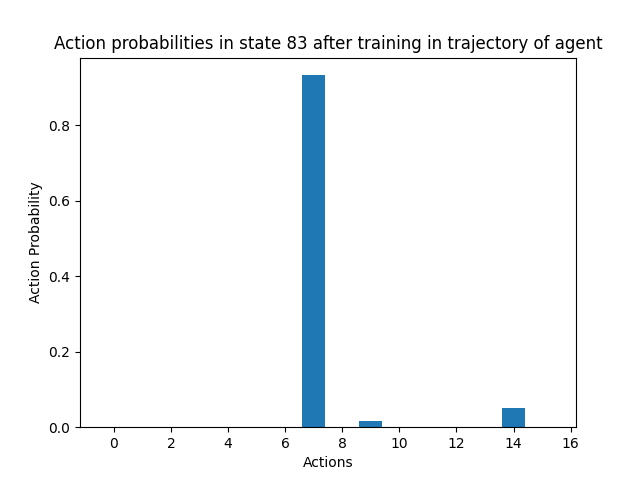 Action probabilities in state 83 after training in trajectory of agent
Action Probability
0.8
0.6
0.4
0.2
0.0
0 2 4 6 8 10 12 14 16
Actions